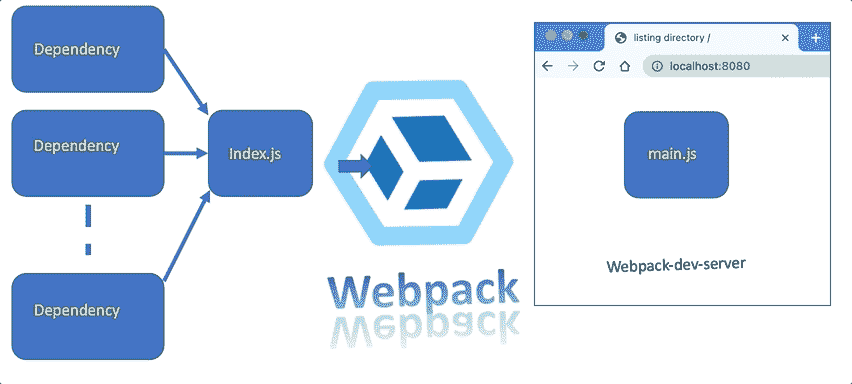 Dependency
Dependency
Dependency
Index.js
Webpack
listing directory /
localhost:8080
main.js
Webpack-dev-server